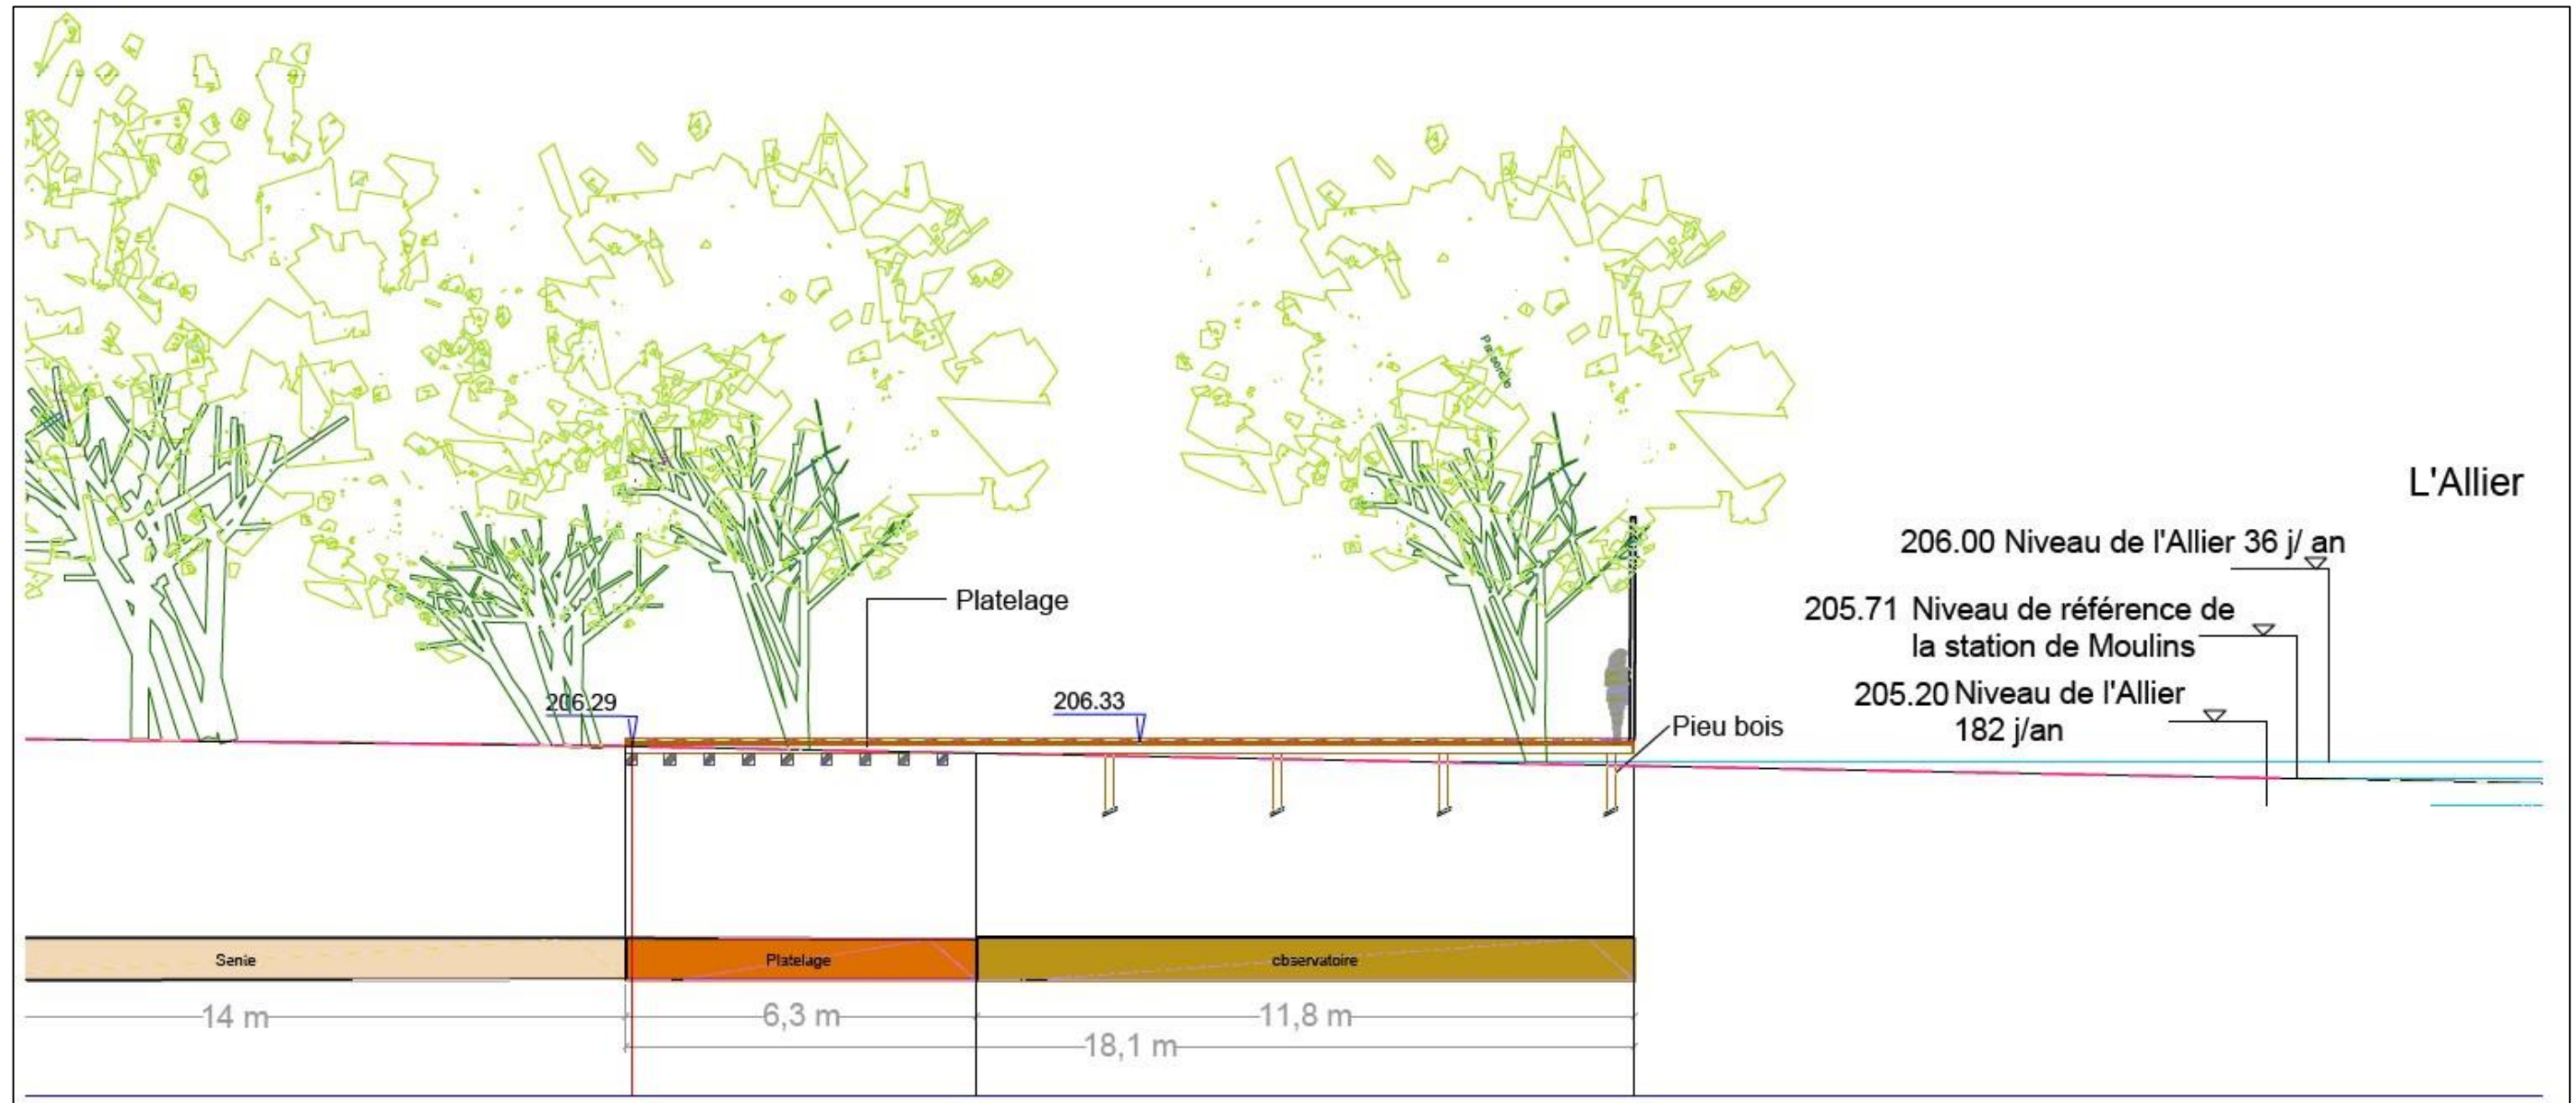 L'Allier
206.00 Niveau de l'Allier 36 j/ an
205.71 Niveau de référence de
la station de Moulins
205.20 Niveau de l'Allier
182 j/an
Platelage
206.29
206.33
Pieu bois
Platelage
observatoire
14 m
6,3 m
11,8 m
18,1 m